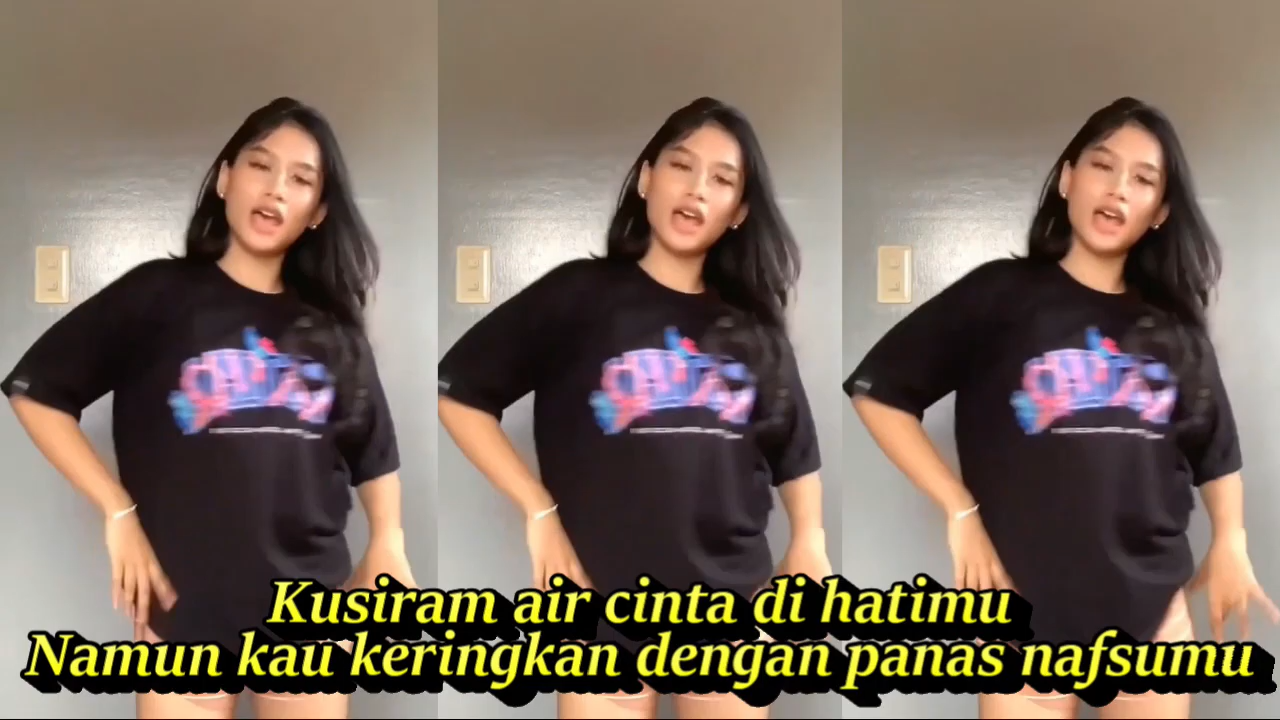 Kusiram air cinta di hatimu
Namun kau keringkan dengan panas nafsumu